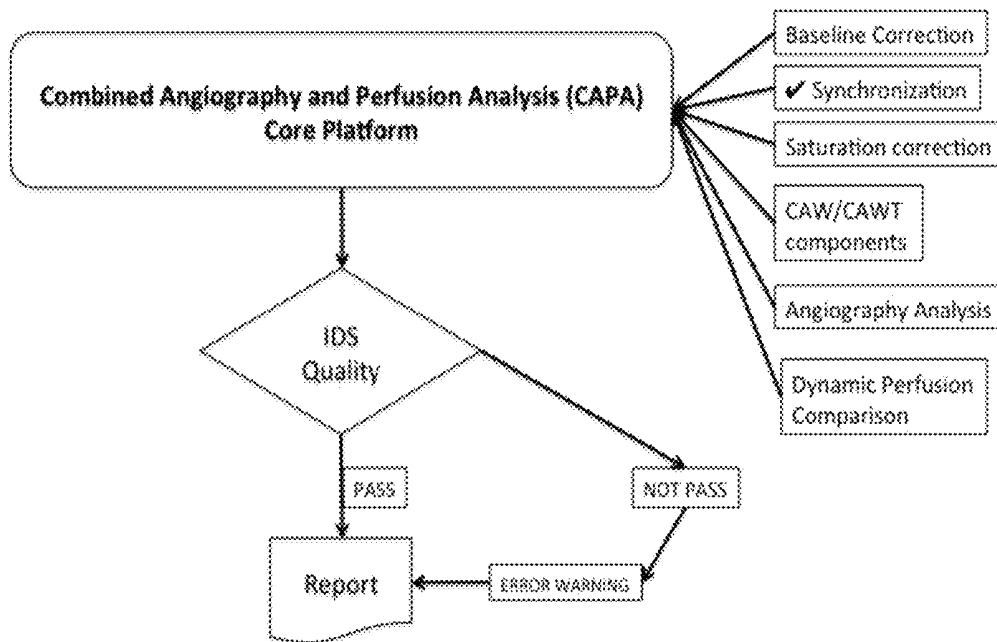 Combined Angiography and Perfusion Analysis (CAPA)
Core Platform
Baseline Correction
✔ Synchronization
Saturation correction
CAW/CAWT
components
Angiography Analysis
Dynamic Perfusion
Comparison
IDS
Quality
PASS
NOT PASS
Report
ERROR WARNING